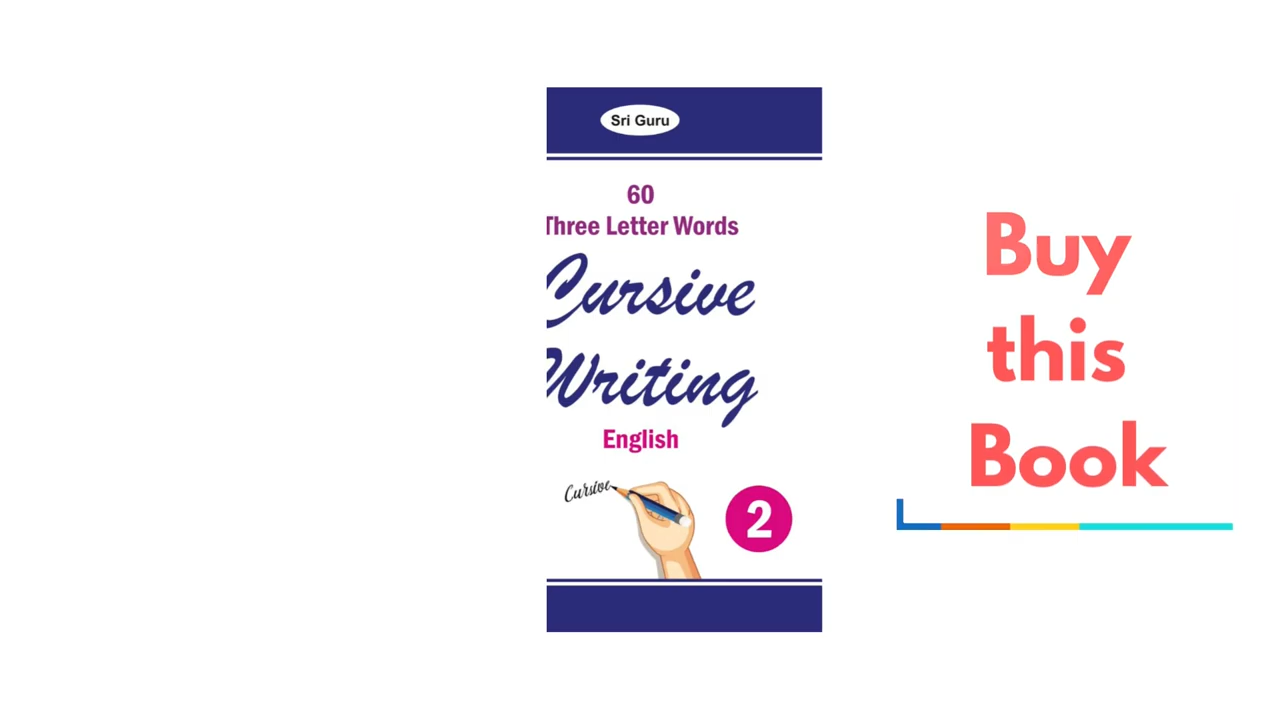 Sri Guru
60
Three Letter Words
Cursive
Writing
English
Cursive
2
Buy
this
Book